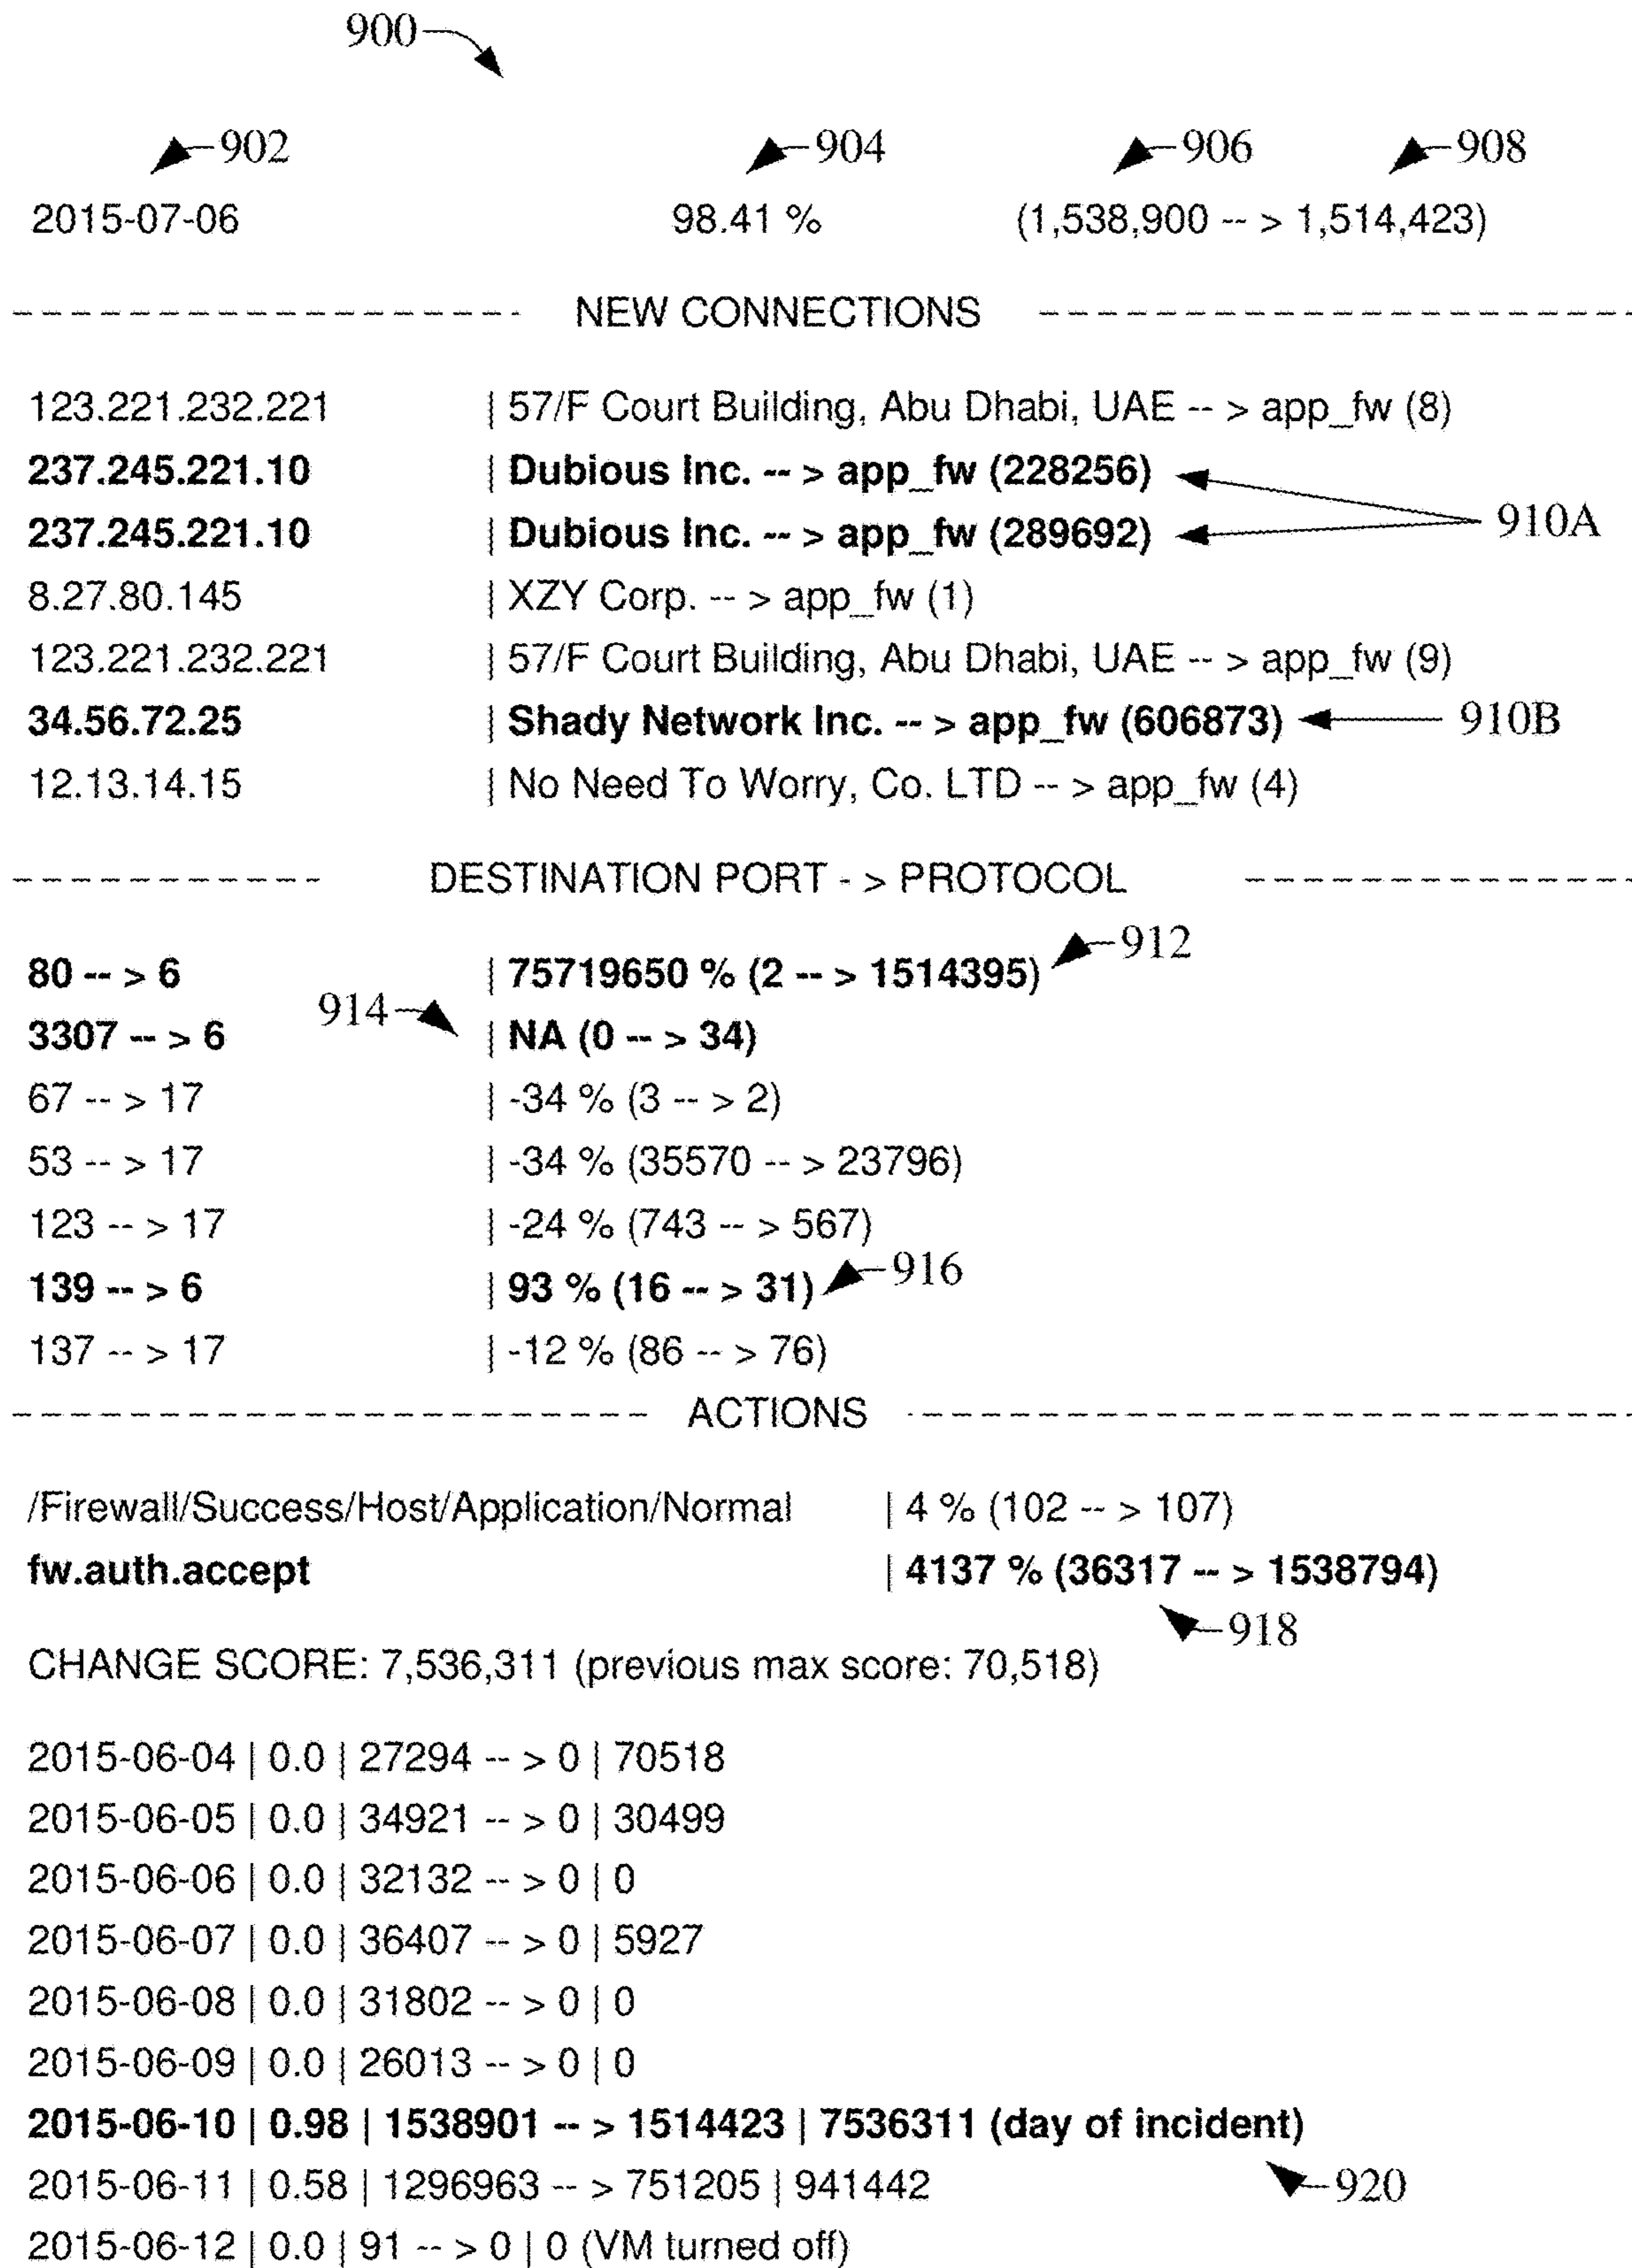 900
902 904 906 908
2015-07-06 98.41 % (1,538,900 -- > 1,514,423)
NEW CONNECTIONS
123.221.232.221 | 57/F Court Building, Abu Dhabi, UAE -- > app_fw (8)
237.245.221.10 | Dubious Inc. -- > app_fw (228256)
237.245.221.10 | Dubious Inc. -- > app_fw (289692)
910A
8.27.80.145 | XZY Corp. -- > app_fw (1)
123.221.232.221 | 57/F Court Building, Abu Dhabi, UAE -- > app_fw (9)
34.56.72.25 | Shady Network Inc. -- > app_fw (606873) 910B
12.13.14.15 | No Need To Worry, Co. LTD -- > app_fw (4)
DESTINATION PORT - > PROTOCOL
80 -- > 6 | 75719650 % (2 -- > 1514395) 912
3307 -- > 6 914 | NA (0 -- > 34)
67 -- > 17 | -34 % (3 -- > 2)
53 -- > 17 | -34 % (35570 -- > 23796)
123 -- > 17 | -24 % (743 -- > 567)
139 -- > 6 | 93 % (16 -- > 31) 916
137 -- > 17 | -12 % (86 -- > 76)
ACTIONS
/Firewall/Success/Host/Application/Normal | 4 % (102 -- > 107)
fw.auth.accept | 4137 % (36317 -- > 1538794)
918
CHANGE SCORE: 7,536,311 (previous max score: 70,518)
2015-06-04 | 0.0 | 27294 -- > 0 | 70518
2015-06-05 | 0.0 | 34921 -- > 0 | 30499
2015-06-06 | 0.0 | 32132 -- > 0 | 0
2015-06-07 | 0.0 | 36407 -- > 0 | 5927
2015-06-08 | 0.0 | 31802 -- > 0 | 0
2015-06-09 | 0.0 | 26013 -- > 0 | 0
2015-06-10 | 0.98 | 1538901 -- > 1514423 | 7536311 (day of incident)
2015-06-11 | 0.58 | 1296963 -- > 751205 | 941442 920
2015-06-12 | 0.0 | 91 -- > 0 | 0 (VM turned off)